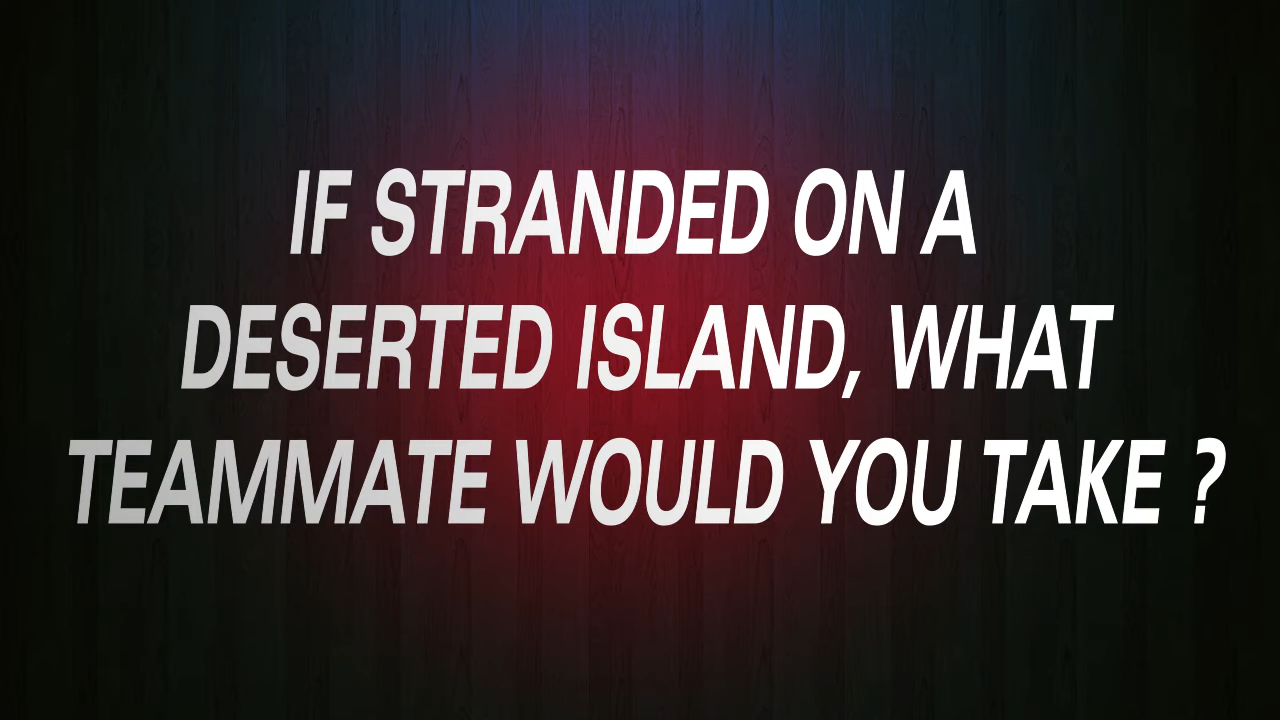 IF STRANDED ON A
DESERTED ISLAND, WHAT
TEAMMATE WOULD YOU TAKE ?